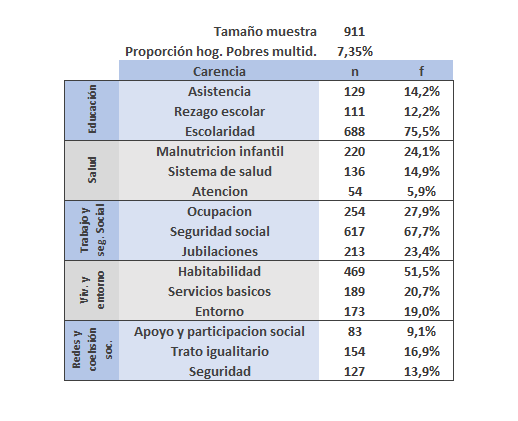 Tamaño muestra 911
Proporción hog. Pobres multid. 7,35%
Carencia n f
Educación
Asistencia 129 14,2%
Rezago escolar 111 12,2%
Escolaridad 688 75,5%
Salud
Malnutricion infantil 220 24,1%
Sistema de salud 136 14,9%
Atencion 54 5,9%
Trabajo y
seg. Social
Ocupacion 254 27,9%
Seguridad social 617 67,7%
Jubilaciones 213 23,4%
Viv. y
entorno
Habitabilidad 469 51,5%
Servicios basicos 189 20,7%
Entorno 173 19,0%
Redes y
coehsión
soc.
Apoyo y participacion social 83 9,1%
Trato igualitario 154 16,9%
Seguridad 127 13,9%